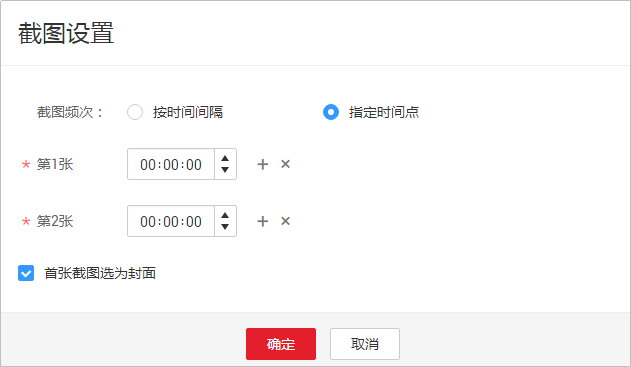 截图设置
截图频次： 按时间间隔 指定时间点
* 第1张 00:00:00 + ×
* 第2张 00:00:00 + ×
首张截图选为封面
确定 取消